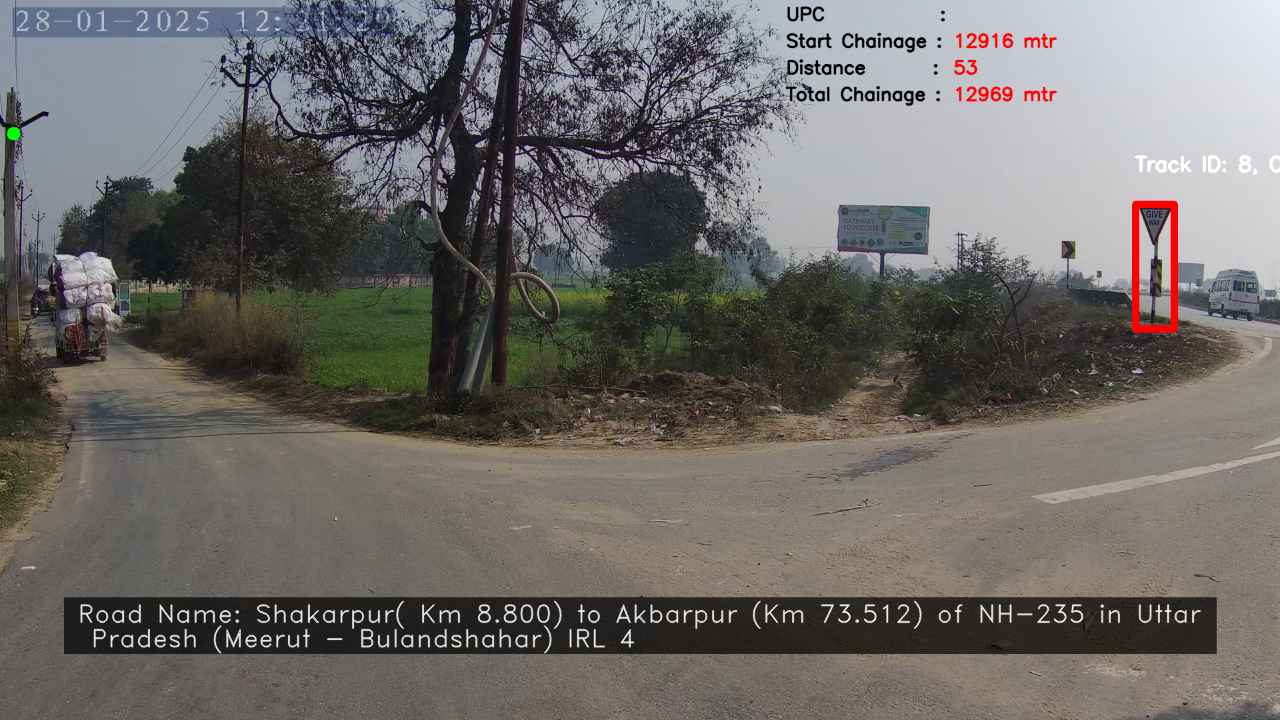 28-01-2025 12:
UPC :
Start Chainage : 12916 mtr
Distance : 53
Total Chainage : 12969 mtr
Track ID: 8,
GIVE
WAY
Road Name: Shakarpur( Km 8.800) to Akbarpur (Km 73.512) of NH-235 in Uttar
Pradesh (Meerut - Bulandshahar) IRL 4